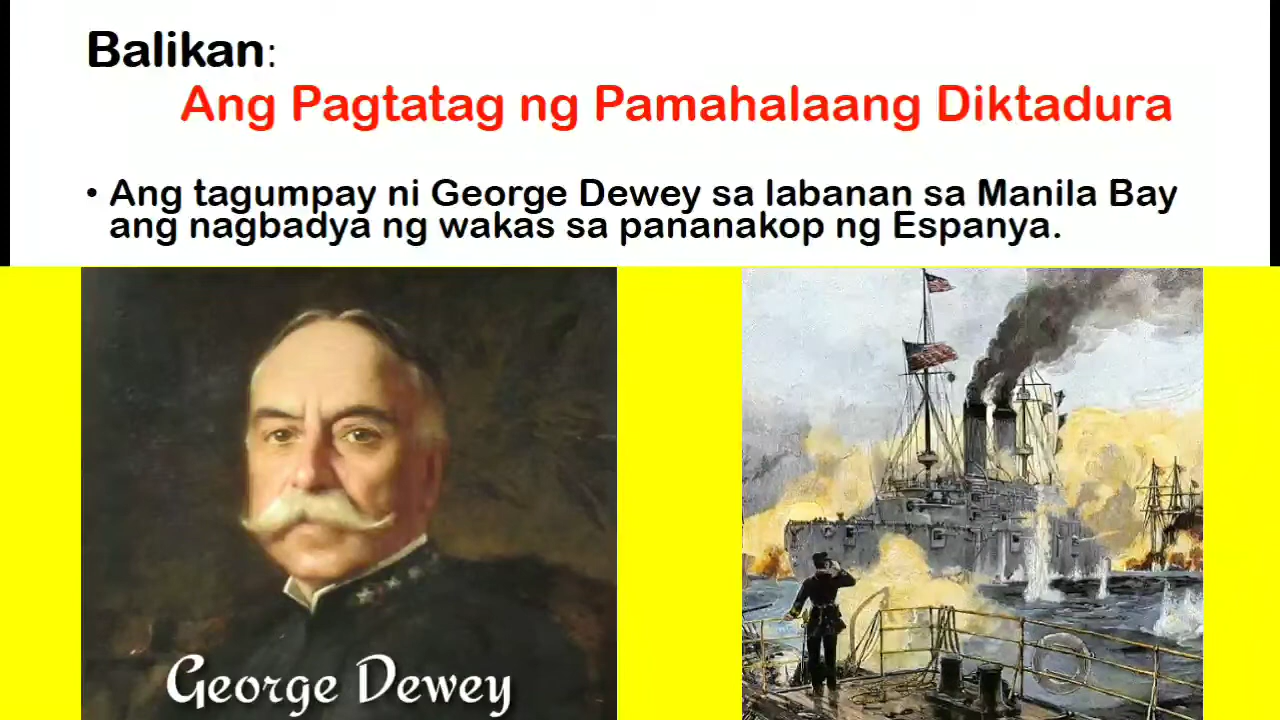 Balikan:
Ang Pagtatag ng Pamahalaang Diktadura
• Ang tagumpay ni George Dewey sa labanan sa Manila Bay
ang nagbadya ng wakas sa pananakop ng Espanya.
George Dewey